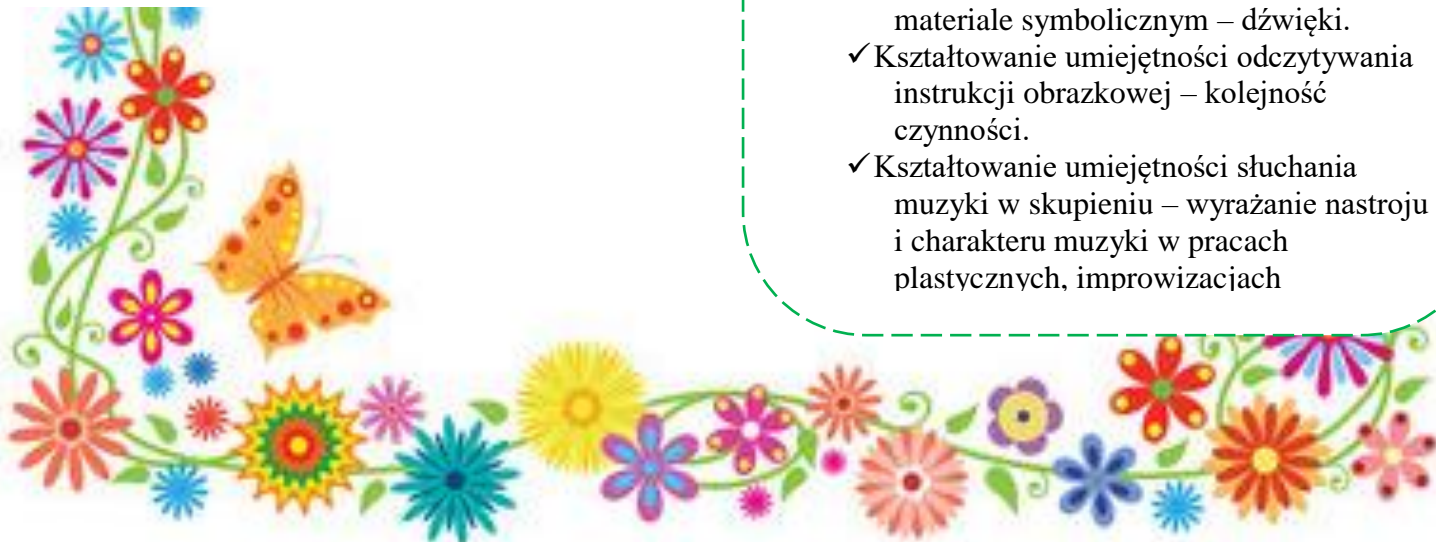 materiale symbolicznym – dźwięki.
✓ Kształtowanie umiejętności odczytywania
instrukcji obrazkowej – kolejność
czynności.
✓ Kształtowanie umiejętności słuchania
muzyki w skupieniu – wyrażanie nastroju
i charakteru muzyki w pracach
plastycznych, improwizacjach